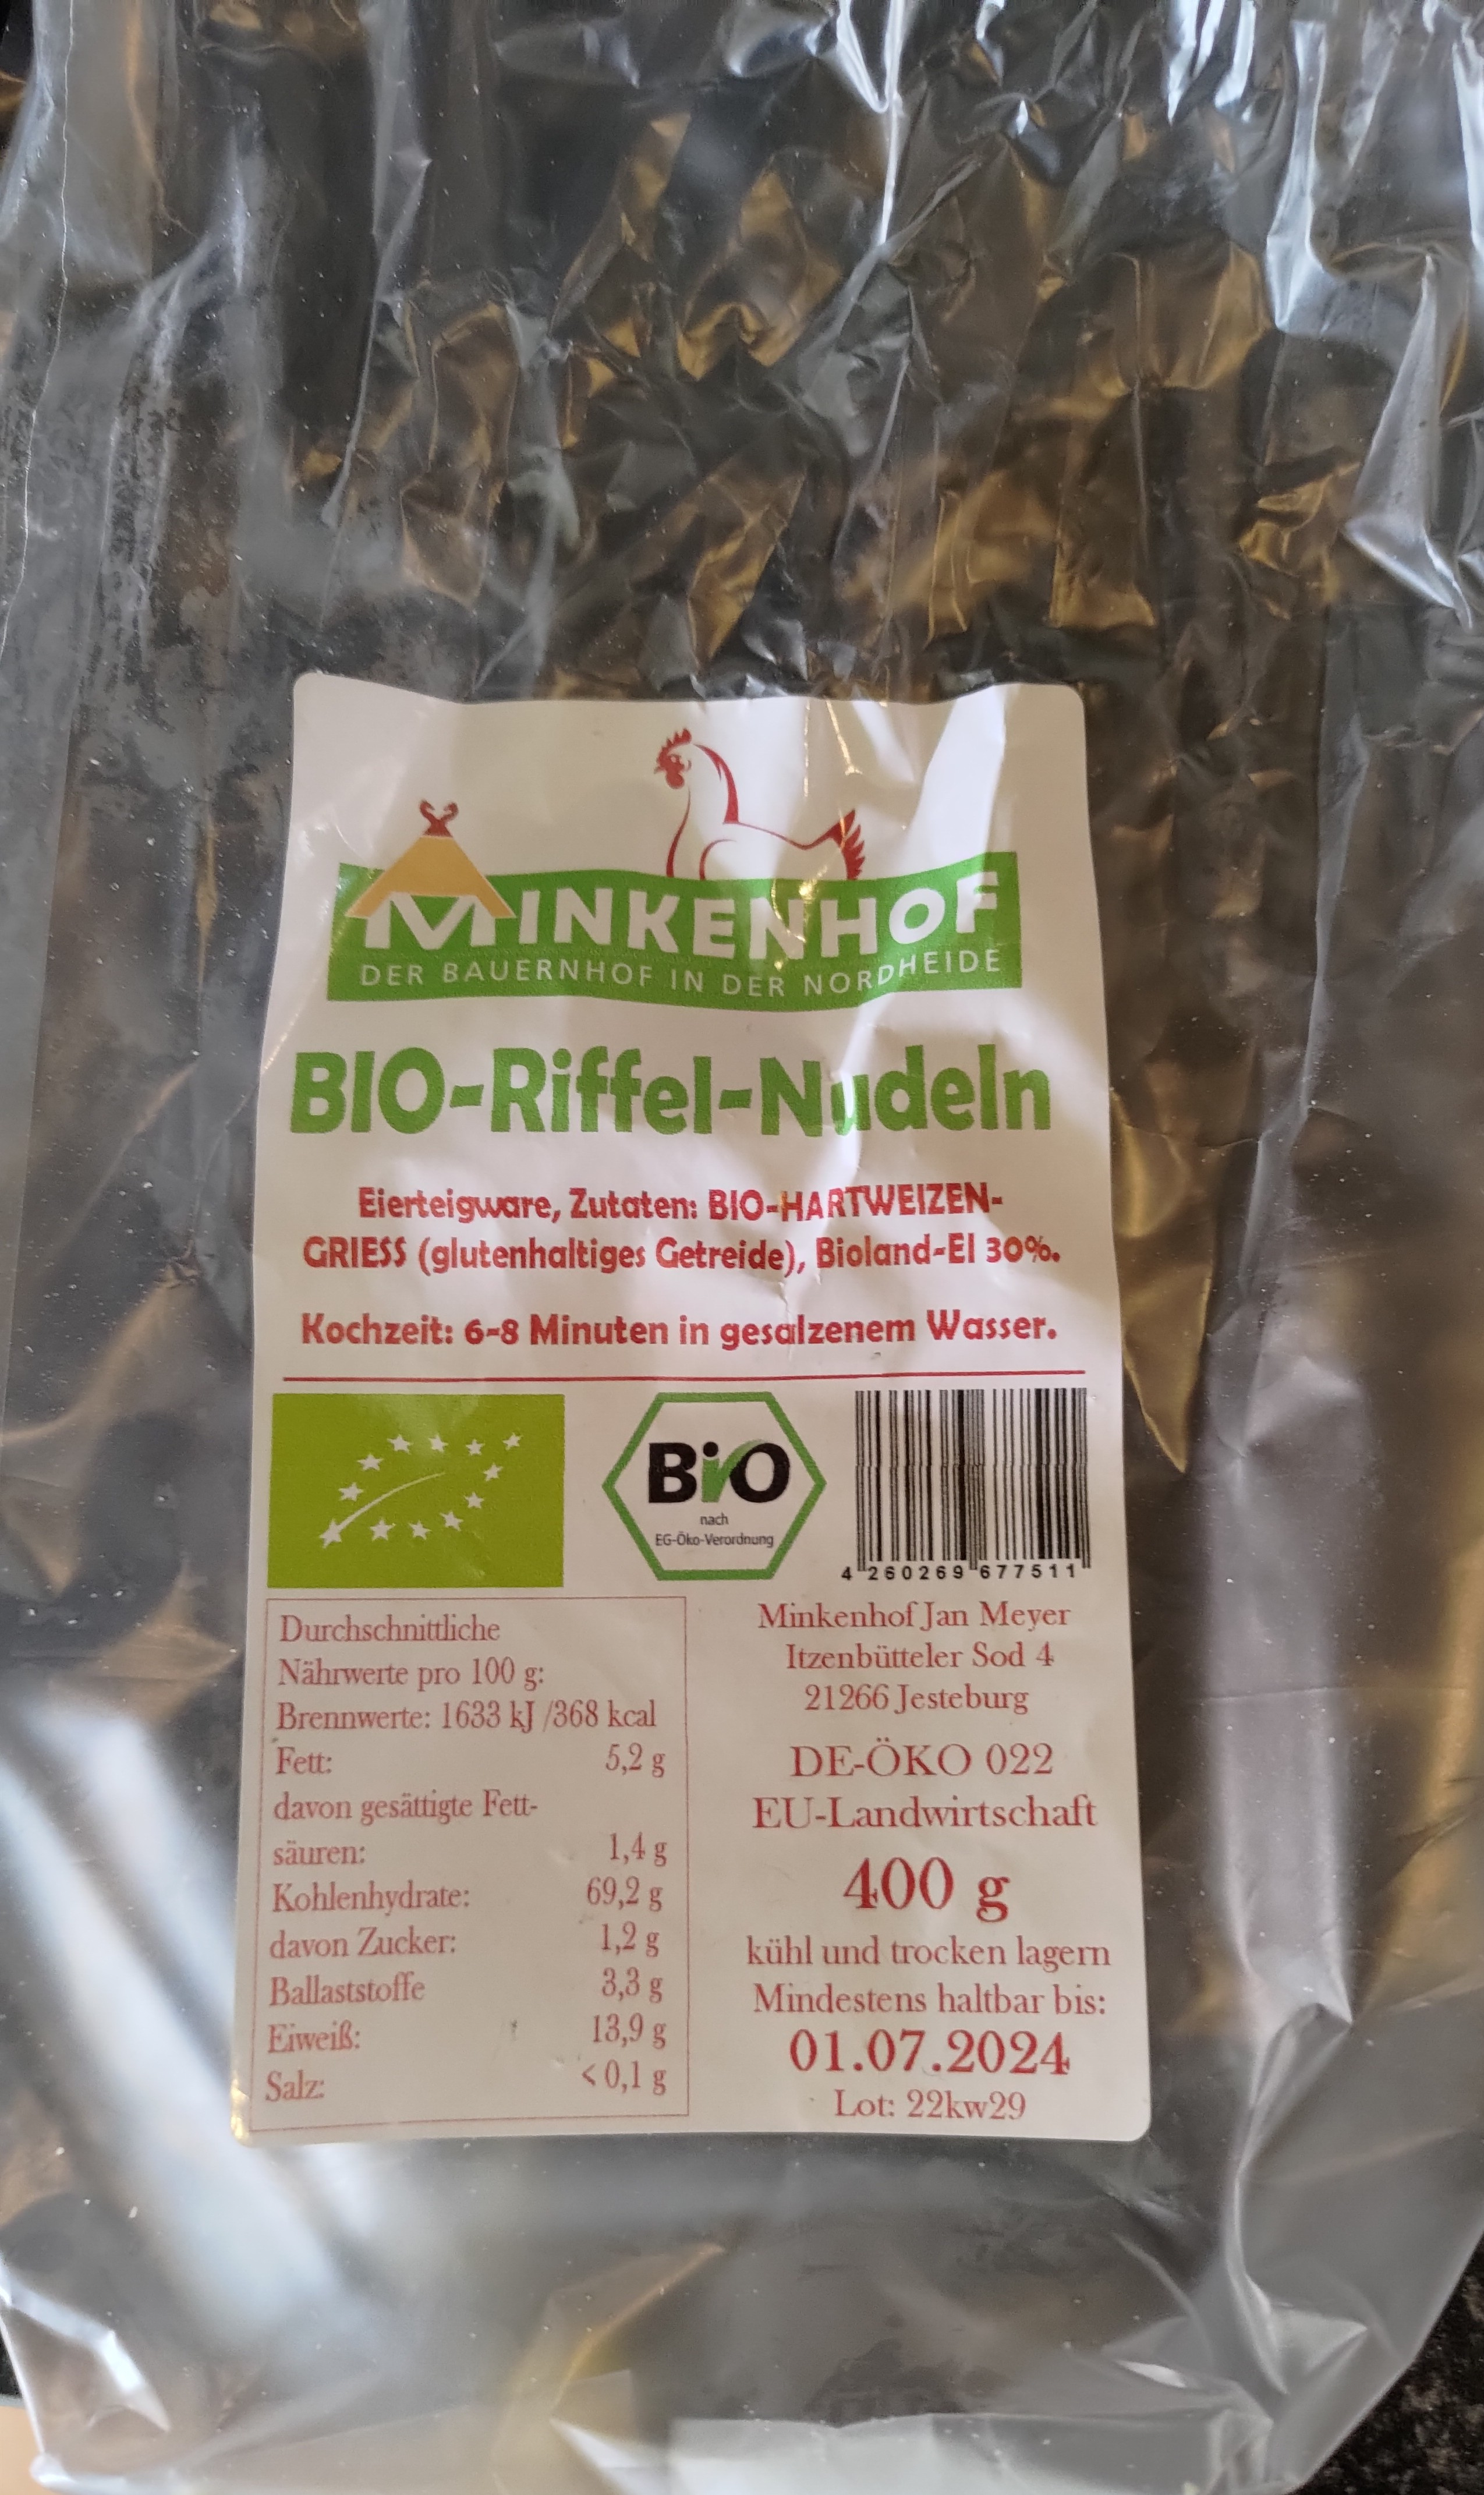 MINKENHOF
DER BAUERNHOF IN DER NORDHEIDE
BIO-Riffel-Nudeln
Eierteigware, Zutaten: BIO-HARTWEIZEN-
GRIESS (glutenhaltiges Getreide), Bioland-EI 30%.
Kochzeit: 6-8 Minuten in gesalzenem Wasser.
Bio
nach
EG-Öko-Verordnung
4 260269 677511
Durchschnittliche
Nährwerte pro 100 g:
Brennwerte: 1633 kJ /368 kcal
Fett: 5,2 g
davon gesättigte Fett-
säuren: 1,4 g
Kohlenhydrate: 69,2 g
davon Zucker: 1,2 g
Ballaststoffe 3,3 g
Eiweiß: 13,9 g
Salz: < 0,1 g
Minkenhof Jan Meyer
Itzenbütteler Sod 4
21266 Jesteburg
DE-ÖKO 022
EU-Landwirtschaft
400 g
kühl und trocken lagern
Mindestens haltbar bis:
01.07.2024
Lot: 22kw29